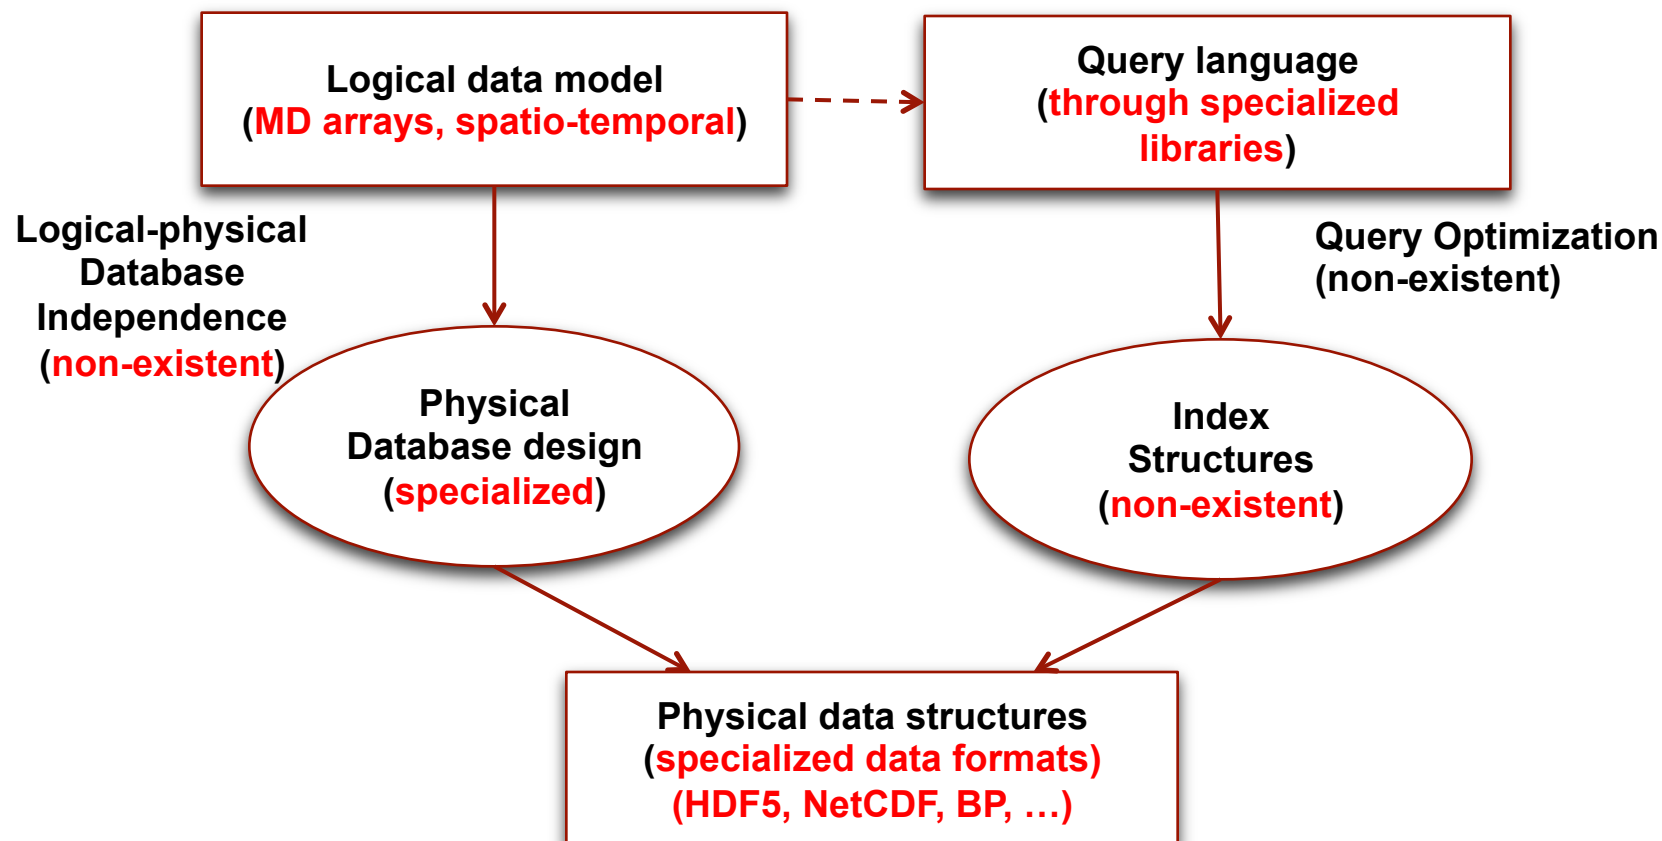 Logical data model
(MD arrays, spatio-temporal)
Query language
(through specialized
libraries)
Logical-physical
Database
Independence
(non-existent)
Query Optimization
(non-existent)
Physical
Database design
(specialized)
Index
Structures
(non-existent)
Physical data structures
(specialized data formats)
(HDF5, NetCDF, BP, …)